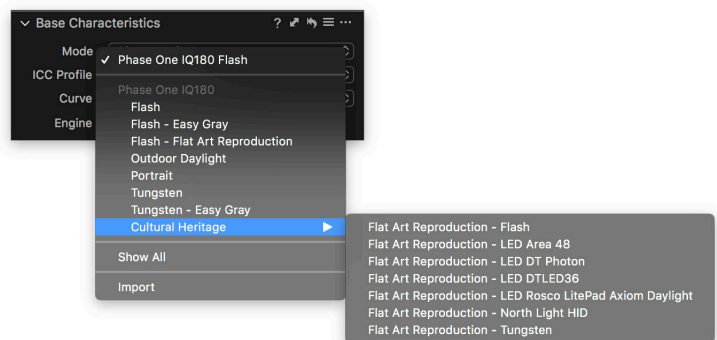 Base Characteristics ?
Mode
✓ Phase One IQ180 Flash
ICC Profile
Phase One IQ180
Curve
Flash
Engine
Flash - Easy Gray
Flash - Flat Art Reproduction
Outdoor Daylight
Portrait
Tungsten
Tungsten - Easy Gray
Cultural Heritage
Show All
Import
Flat Art Reproduction - Flash
Flat Art Reproduction - LED Area 48
Flat Art Reproduction - LED DT Photon
Flat Art Reproduction - LED DTLED36
Flat Art Reproduction - LED Rosco LitePad Axiom Daylight
Flat Art Reproduction - North Light HID
Flat Art Reproduction - Tungsten